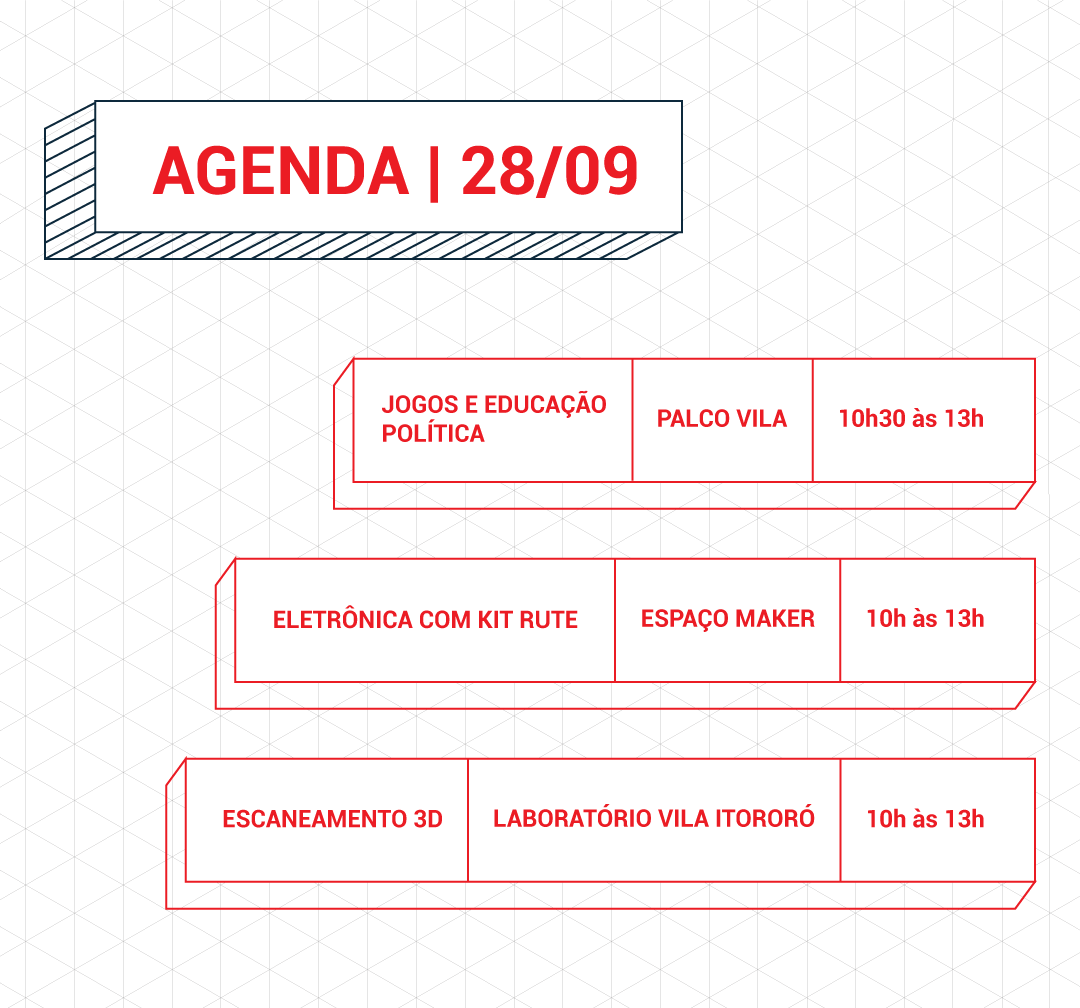 AGENDA | 28/09
JOGOS E EDUCAÇÃO
POLÍTICA
PALCO VILA
10h30 às 13h
ELETRÔNICA COM KIT RUTE
ESPAÇO MAKER
10h às 13h
ESCANEAMENTO 3D
LABORATÓRIO VILA ITORORÓ
10h às 13h